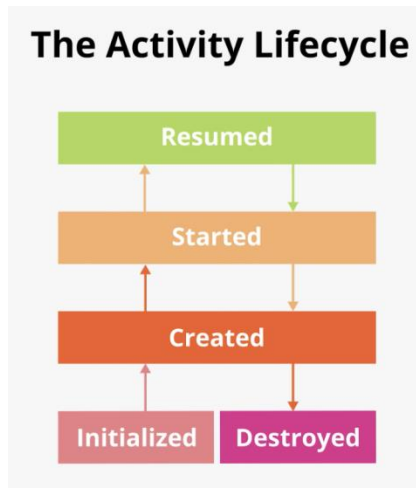 The Activity Lifecycle
Resumed
Started
Created
Initialized Destroyed